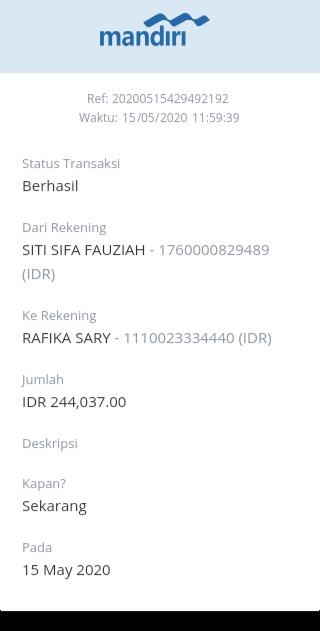 mandiri
Ref: 20200515429492192
Waktu: 15/05/2020 11:59:39
Status Transaksi
Berhasil
Dari Rekening
SITI SIFA FAUZIAH - 1760000829489
(IDR)
Ke Rekening
RAFIKA SARY - 1110023334440 (IDR)
Jumlah
IDR 244,037.00
Deskripsi
Kapan?
Sekarang
Pada
15 May 2020